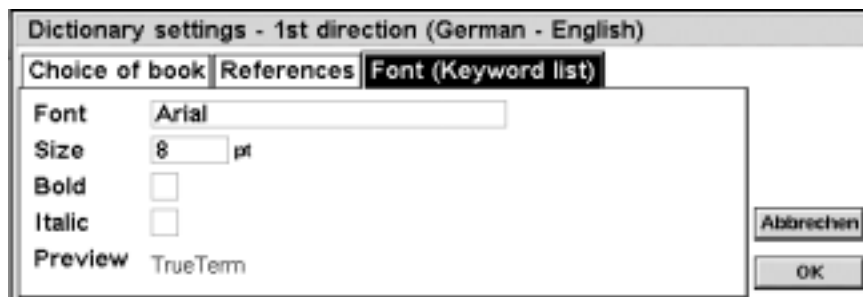 Dictionary settings - 1st direction (German - English)
Choice of book References Font (Keyword list)
Font Arial
Size 8 pt
Bold
Italic
Abbrechen
Preview TrueTerm
OK